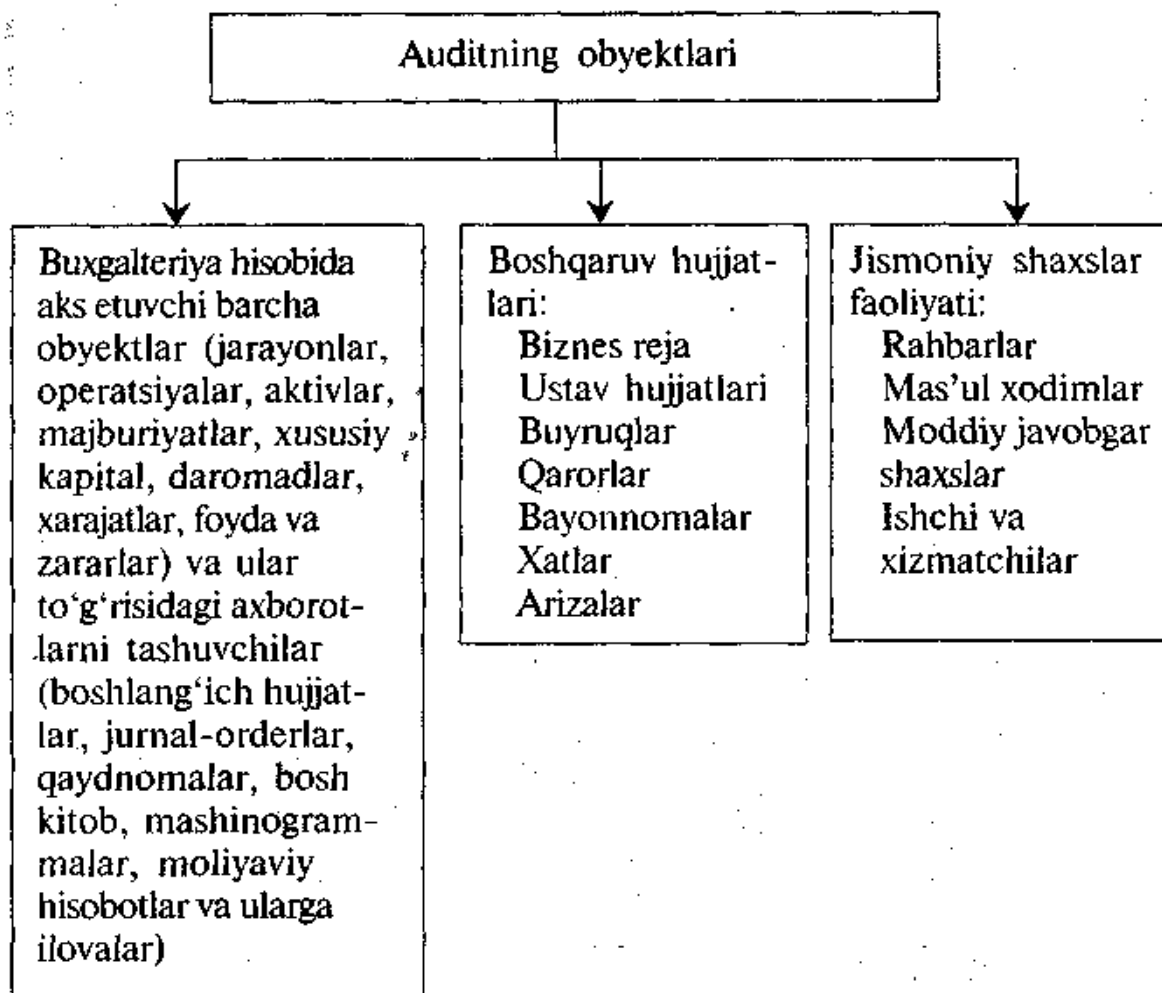 Auditning obyektlari
Buxgalteriya hisobida
aks etuvchi barcha
obyektlar (jarayonlar,
operatsiyalar, aktivlar,
majburiyatlar, xususiy
kapital, daromadlar,
xarajatlar, foyda va
zararlar) va ular
to‘g‘risidagi axborot-
larni tashuvchilar
(boshlang‘ich hujjat-
lar, jurnal-orderlar,
qaydnomalar, bosh
kitob, mashinogram-
malar, moliyaviy
hisobotlar va ularga
ilovalar)
Boshqaruv hujjat-
lari:
Biznes reja
Ustav hujjatlari
Buyruqlar
Qarorlar
Bayonnomalar
Xatlar
Arizalar
Jismoniy shaxslar
faoliyati:
Rahbarlar
Mas’ul xodimlar
Moddiy javobgar
shaxslar
Ishchi va
xizmatchilar